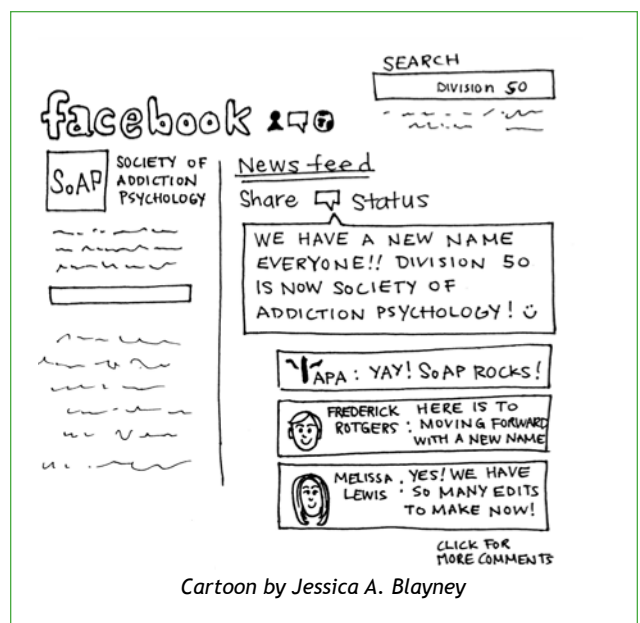 SEARCH
DIVISION 50
facebook
SoAP
SOCIETY OF
ADDICTION
PSYCHOLOGY
News feed
Share Status
WE HAVE A NEW NAME
EVERYONE!! DIVISION 50
IS NOW SOCIETY OF
ADDICTION PSYCHOLOGY!
APA : YAY! SoAP ROCKS!
FREDERICK
ROTGERS :
HERE IS TO
MOVING FORWARD
WITH A NEW NAME
MELISSA
LEWIS :
YES! WE HAVE
SO MANY EDITS
TO MAKE NOW!
CLICK FOR
MORE COMMENTS
Cartoon by Jessica A. Blayney